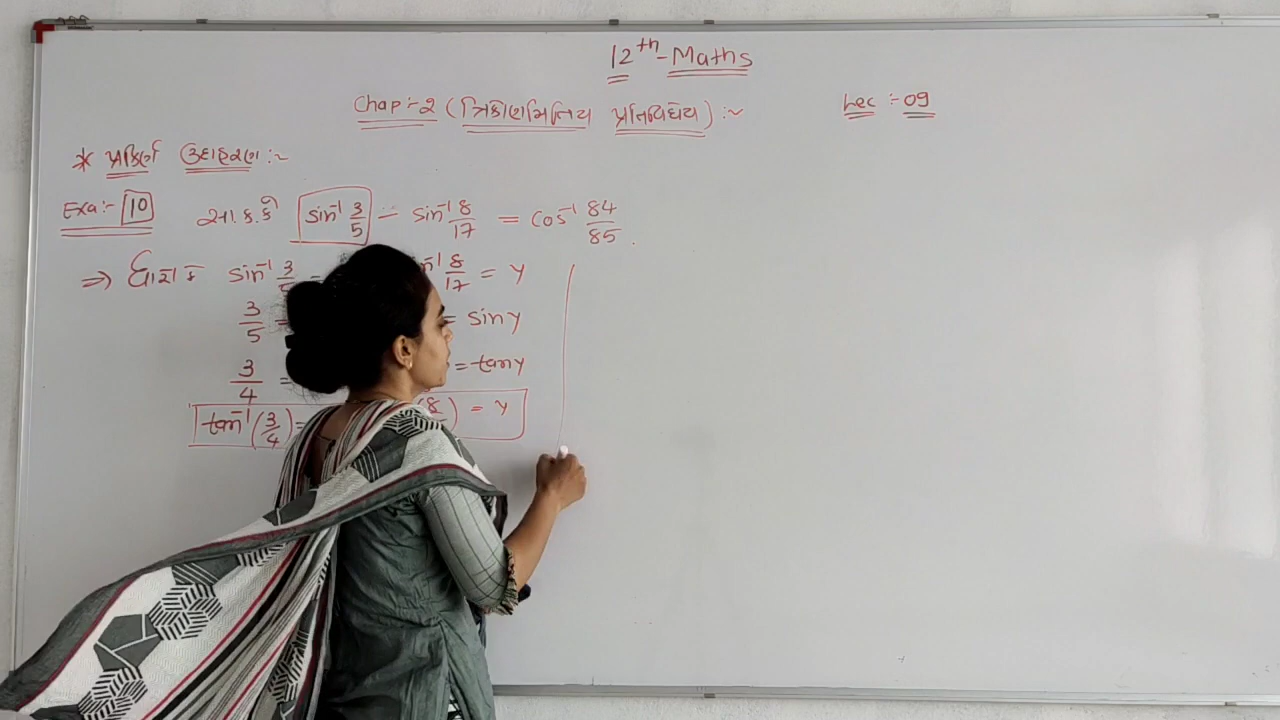 12th - Maths
Chap :- 2 (ત્રિકોણમિતિય પ્રતિવિધેય) :~ Lec :- 09
* પ્રકિર્ણ ઉદાહરણ :~
Exa :- 10 સા.ક.કે sin⁻¹ 3/5 - sin⁻¹ 8/17 = cos⁻¹ 84/85.
⇒ ધારો કે sin⁻¹ 3/5 = sin⁻¹ 8/17 = y
3/5 = = sin y
3/4 = = tan y
tan⁻¹ (3/4) = (8/ ) = y